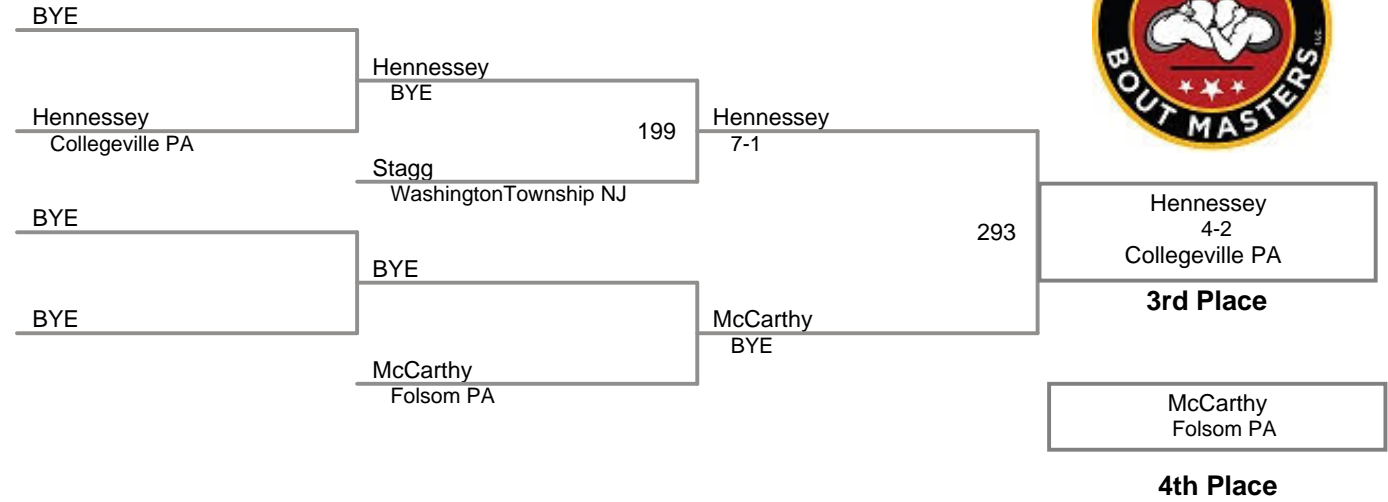 BYE
Hennessey
BYE
Hennessey
Collegeville PA
199
Hennessey
7-1
Stagg
WashingtonTownship NJ
BYE
293
BYE
BYE
McCarthy
BYE
McCarthy
Folsom PA
BOUT MASTERS
LLC.
Hennessey
4-2
Collegeville PA
3rd Place
McCarthy
Folsom PA
4th Place